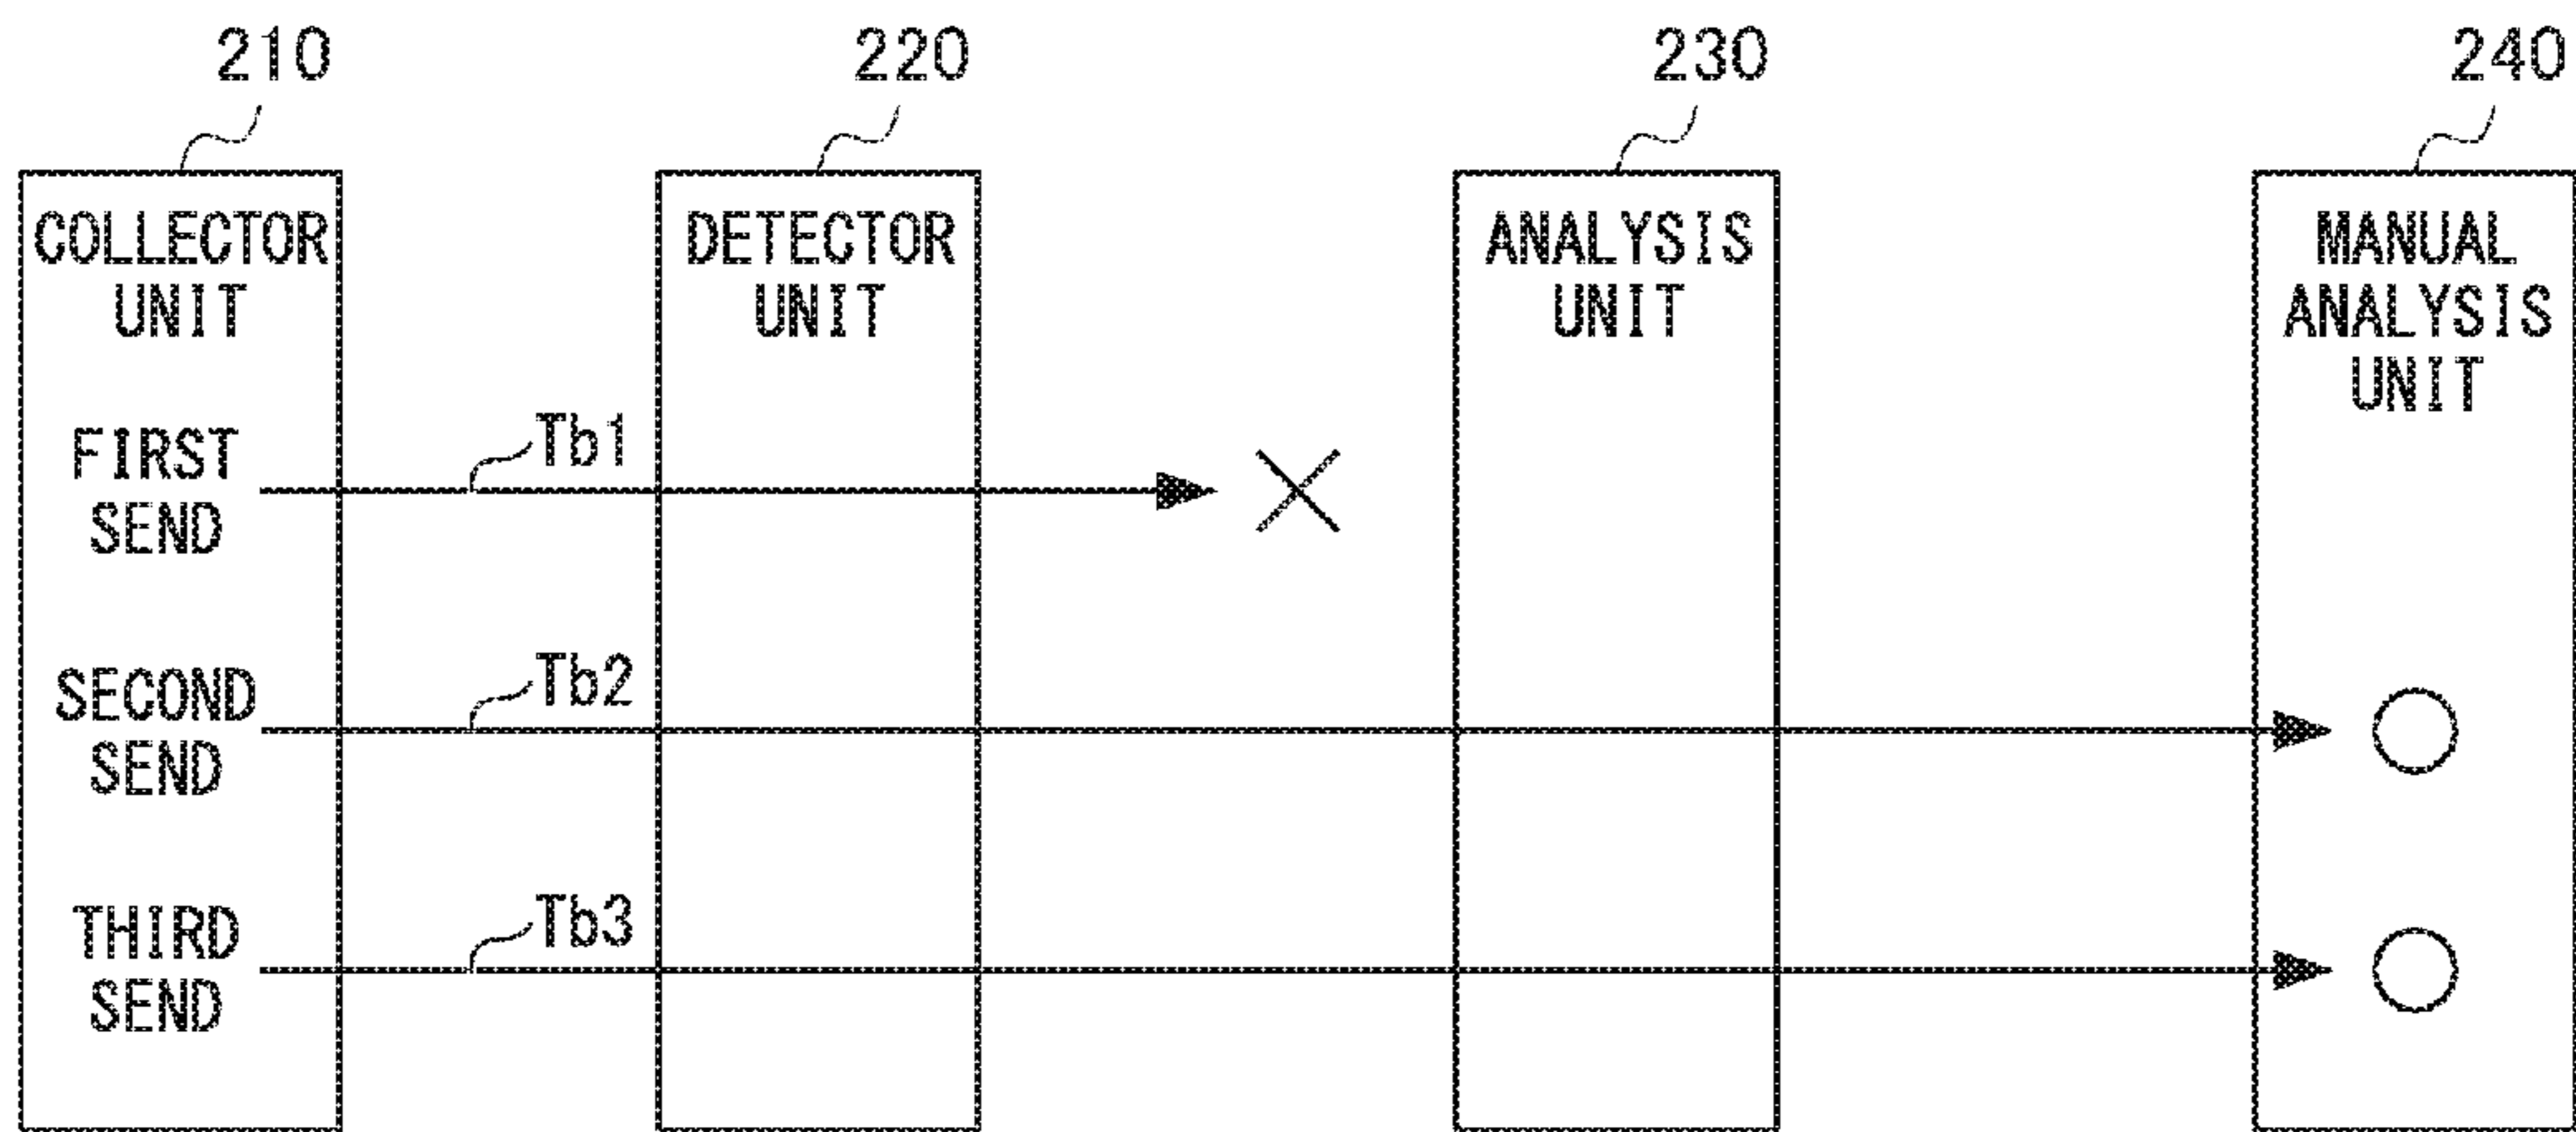 210
220
230
240
COLLECTOR
UNIT
DETECTOR
UNIT
ANALYSIS
UNIT
MANUAL
ANALYSIS
UNIT
FIRST
SEND
Tb1
SECOND
SEND
Tb2
THIRD
SEND
Tb3